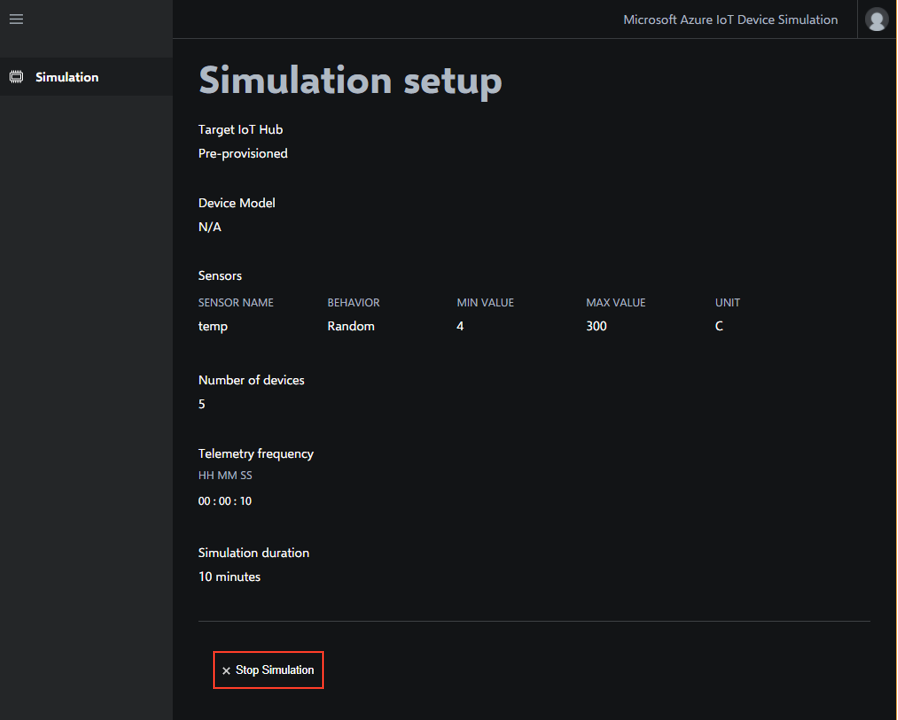 Microsoft Azure IoT Device Simulation
Simulation
Simulation setup
Target IoT Hub
Pre-provisioned
Device Model
N/A
Sensors
SENSOR NAME BEHAVIOR MIN VALUE MAX VALUE UNIT
temp Random 4 300 C
Number of devices
5
Telemetry frequency
HH MM SS
00 : 00 : 10
Simulation duration
10 minutes
× Stop Simulation